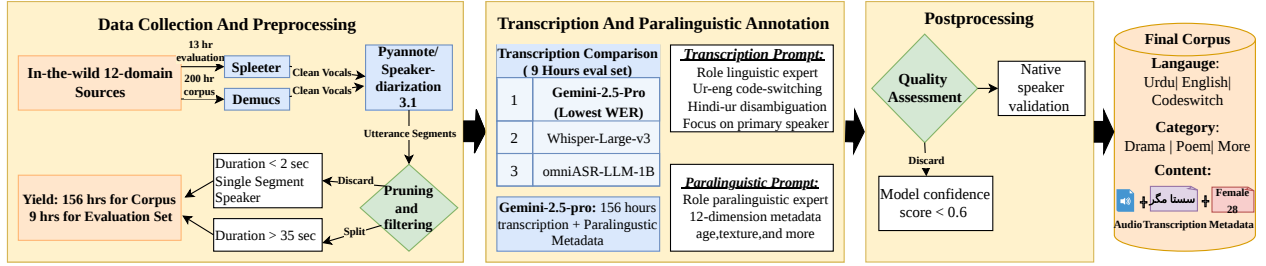 Data Collection And Preprocessing
In-the-wild 12-domain
Sources
13 hr
evaluation
200 hr
corpus
Spleeter
Demucs
Clean Vocals
Clean Vocals
Pyannote/
Speaker-
diarization
3.1
Utterance Segments
Pruning
and
filtering
Discard
Split
Duration < 2 sec
Single Segment
Speaker
Duration > 35 sec
Yield: 156 hrs for Corpus
9 hrs for Evaluation Set
Transcription And Paralinguistic Annotation
Transcription Comparison
( 9 Hours eval set)
1 Gemini-2.5-Pro
(Lowest WER)
2 Whisper-Large-v3
3 omniASR-LLM-1B
Gemini-2.5-pro: 156 hours
transcription + Paralingustic
Metadata
Transcription Prompt:
Role linguistic expert
Ur-eng code-switching
Hindi-ur disambiguation
Focus on primary speaker
Paralinguistic Prompt:
Role paralinguistic expert
12-dimension metadata
age,texture,and more
Postprocessing
Quality
Assessment
Native
speaker
validation
Discard
Model confidence
score < 0.6
Final Corpus
Langauge:
Urdu| English|
Codeswitch
Category:
Drama | Poem| More
Content:
سستا مگر
Female
28
Audio Transcription Metadata